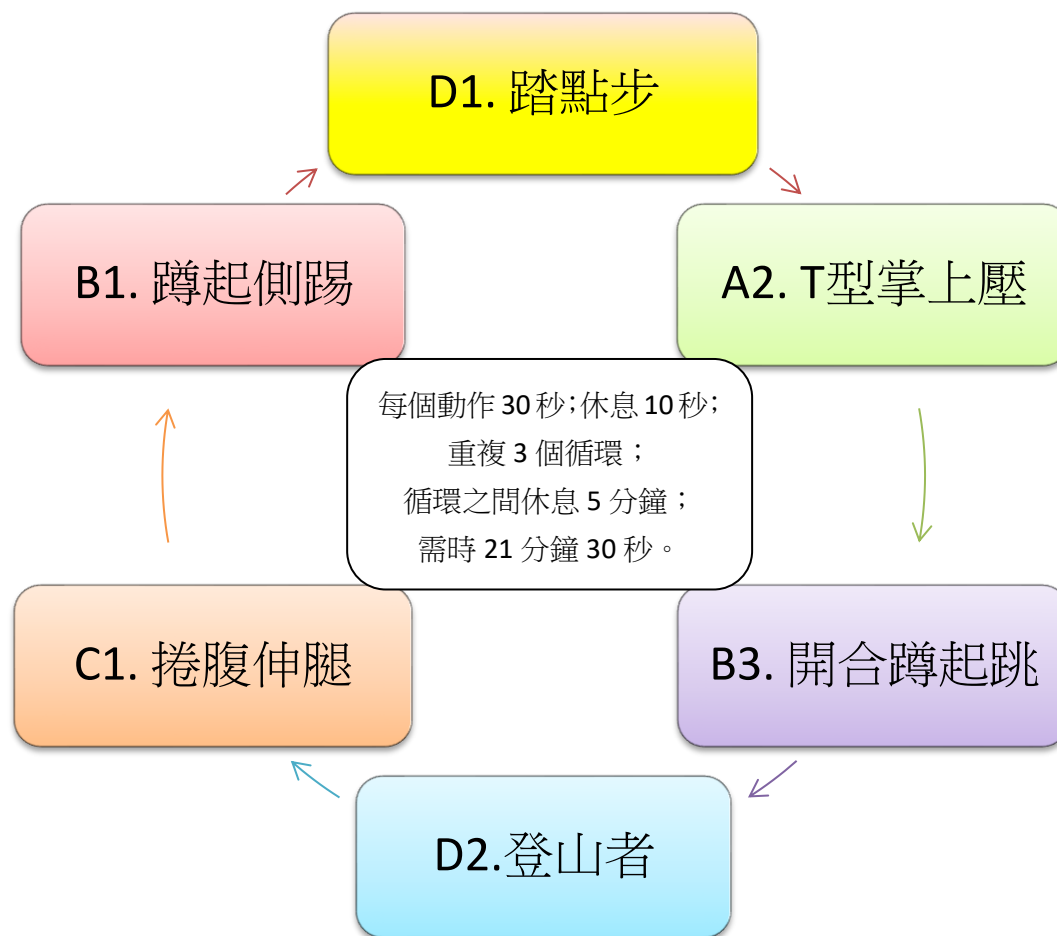 D1. 踏點步
B1. 蹲起側踢
A2. T型掌上壓
每個動作 30 秒;休息 10 秒;
重複 3 個循環；
循環之間休息 5 分鐘；
需時 21 分鐘 30 秒。
C1. 捲腹伸腿
B3. 開合蹲起跳
D2.登山者